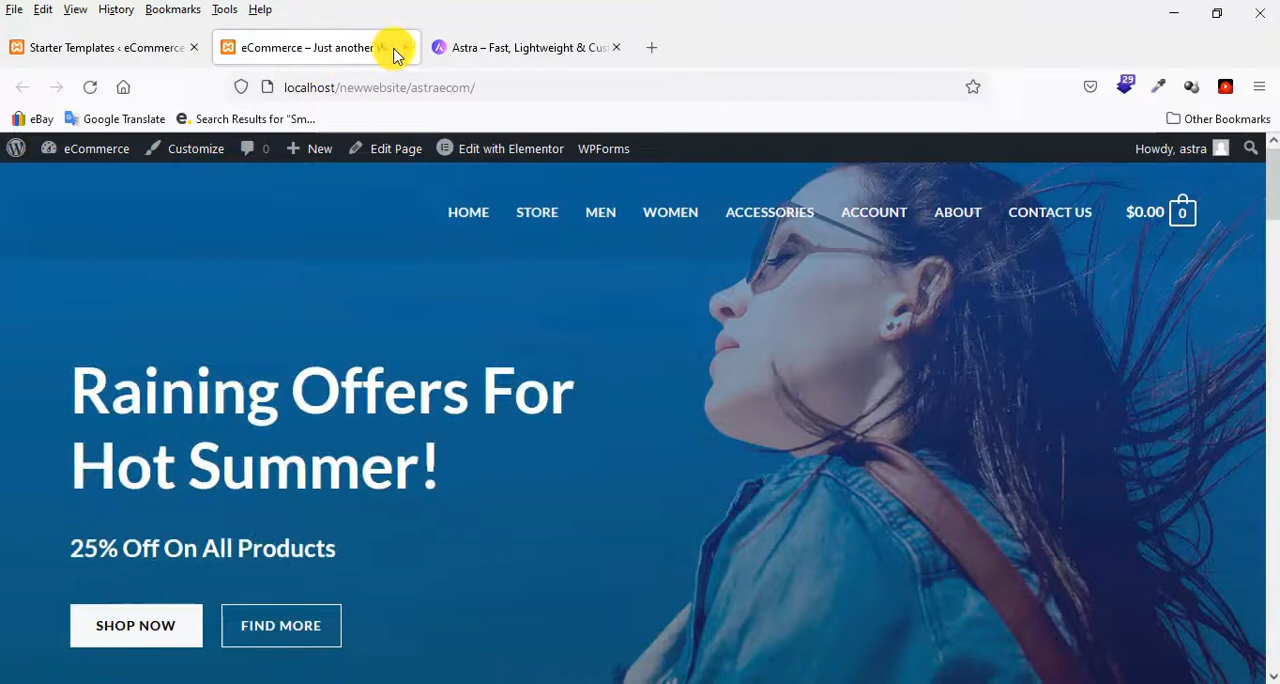 File Edit View History Bookmarks Tools Help
Starter Templates ‹ eCommerce
eCommerce – Just another
Astra – Fast, Lightweight & Cus
localhost/newwebsite/astraecom/
29
eBay
Google Translate
Search Results for "Sm...
Other Bookmarks
eCommerce Customize 0 New Edit Page Edit with Elementor WPForms Howdy, astra
HOME STORE MEN WOMEN ACCESSORIES ACCOUNT ABOUT CONTACT US $0.00 0
Raining Offers For
Hot Summer!
25% Off On All Products
SHOP NOW
FIND MORE